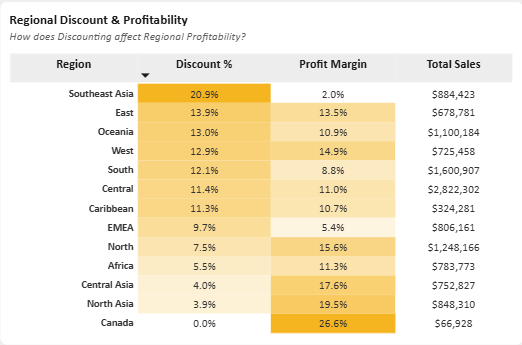 Regional Discount & Profitability
How does Discounting affect Regional Profitability?
Region Discount % Profit Margin Total Sales
Southeast Asia 20.9% 2.0% $884,423
East 13.9% 13.5% $678,781
Oceania 13.0% 10.9% $1,100,184
West 12.9% 14.9% $725,458
South 12.1% 8.8% $1,600,907
Central 11.4% 11.0% $2,822,302
Caribbean 11.3% 10.7% $324,281
EMEA 9.7% 5.4% $806,161
North 7.5% 15.6% $1,248,166
Africa 5.5% 11.3% $783,773
Central Asia 4.0% 17.6% $752,827
North Asia 3.9% 19.5% $848,310
Canada 0.0% 26.6% $66,928